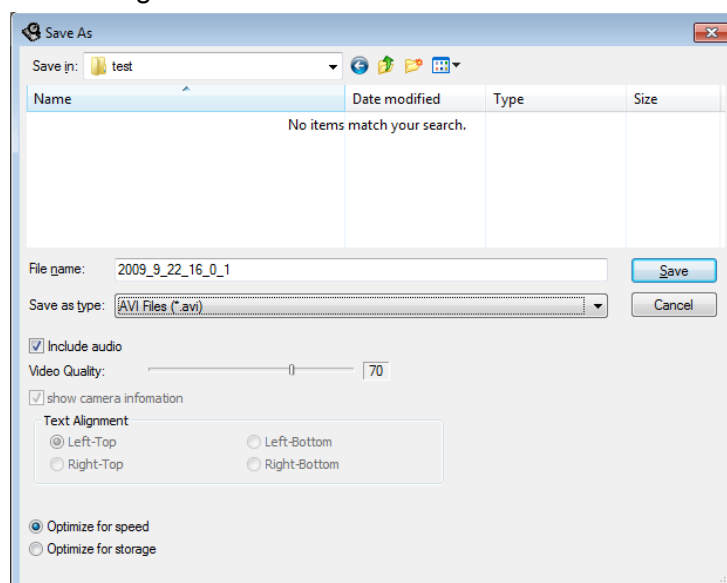 Save As
Save in: test
Name Date modified Type Size
No items match your search.
File name: 2009_9_22_16_0_1 Save
Save as type: AVI Files (*.avi) Cancel
Include audio
Video Quality: 70
show camera infomation
Text Alignment
Left-Top Left-Bottom
Right-Top Right-Bottom
Optimize for speed
Optimize for storage